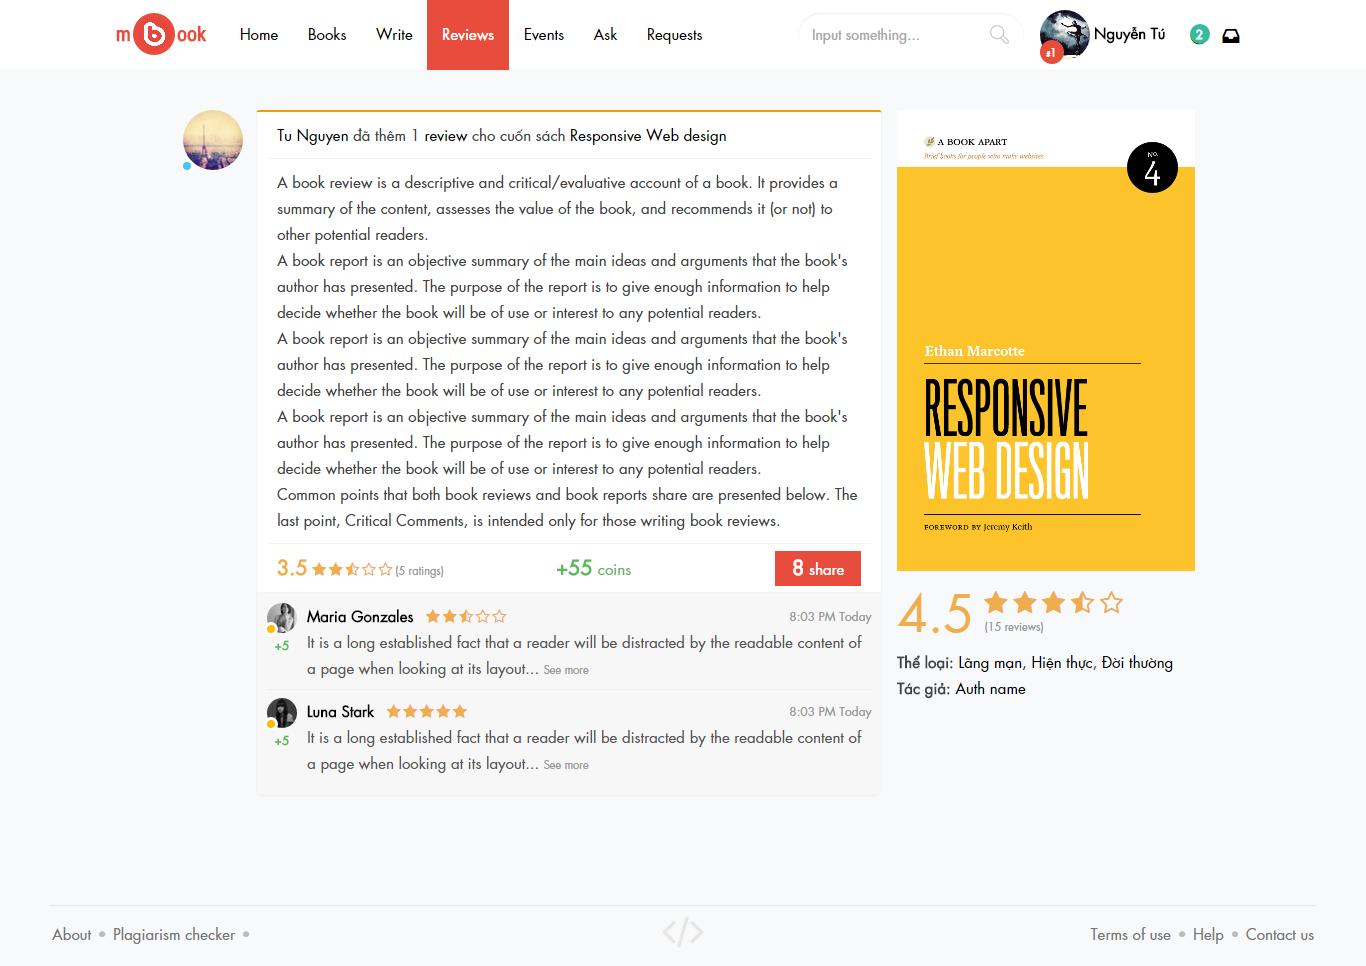 mbook Home Books Write Reviews Events Ask Requests Input something... #1 Nguyễn Tú 2
Tu Nguyen đã thêm 1 review cho cuốn sách Responsive Web design
A book review is a descriptive and critical/evaluative account of a book. It provides a
summary of the content, assesses the value of the book, and recommends it (or not) to
other potential readers.
A book report is an objective summary of the main ideas and arguments that the book's
author has presented. The purpose of the report is to give enough information to help
decide whether the book will be of use or interest to any potential readers.
A book report is an objective summary of the main ideas and arguments that the book's
author has presented. The purpose of the report is to give enough information to help
decide whether the book will be of use or interest to any potential readers.
A book report is an objective summary of the main ideas and arguments that the book's
author has presented. The purpose of the report is to give enough information to help
decide whether the book will be of use or interest to any potential readers.
Common points that both book reviews and book reports share are presented below. The
last point, Critical Comments, is intended only for those writing book reviews.
3.5 (5 ratings) +55 coins 8 share
Maria Gonzales 8:03 PM Today
+5
It is a long established fact that a reader will be distracted by the readable content of
a page when looking at its layout... See more
Luna Stark 8:03 PM Today
+5
It is a long established fact that a reader will be distracted by the readable content of
a page when looking at its layout... See more
A BOOK APART
Brief books for people who make websites
No.
4
Ethan Marcotte
RESPONSIVE
WEB DESIGN
FOREWORD BY Jeremy Keith
4.5
(15 reviews)
Thể loại: Lãng mạn, Hiện thực, Đời thường
Tác giả: Auth name
About • Plagiarism checker • </> Terms of use • Help • Contact us